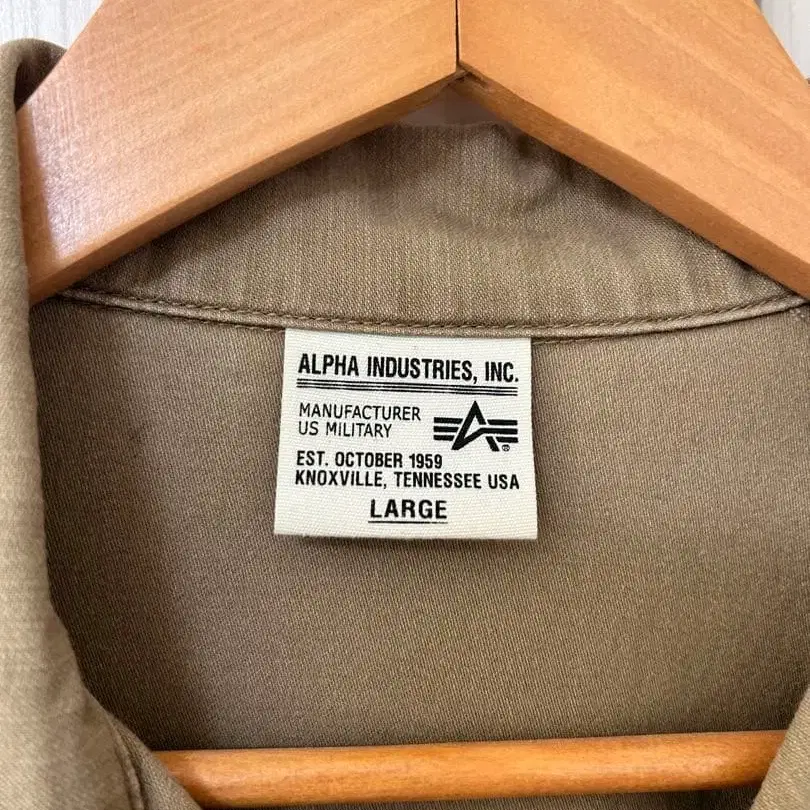 ALPHA INDUSTRIES, INC.
MANUFACTURER
US MILITARY
EST. OCTOBER 1959
KNOXVILLE, TENNESSEE USA
LARGE